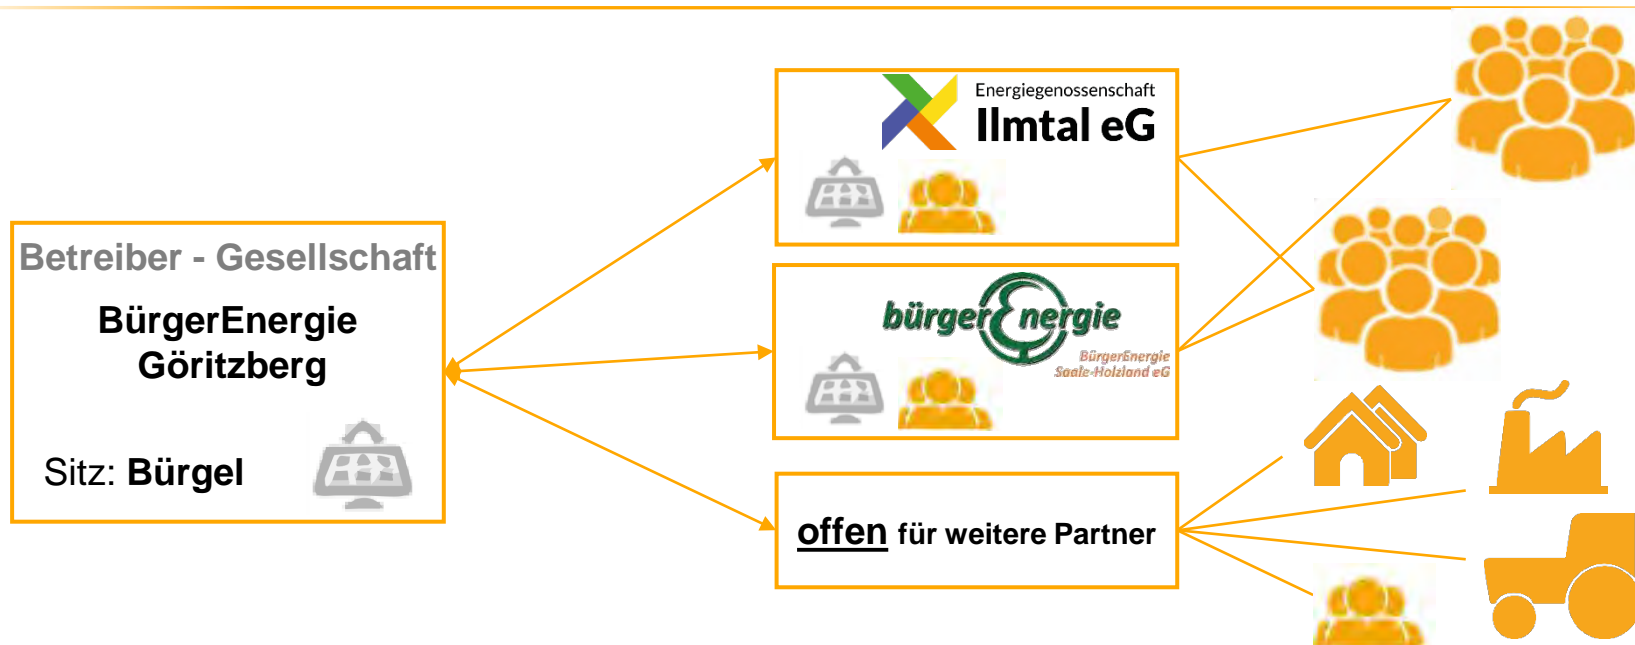 Betreiber - Gesellschaft
BürgerEnergie
Göritzberg
Sitz: Bürgel
Energiegenossenschaft
Ilmtal eG
bürgerEnergie
BürgerEnergie
Saale-Holzland eG
offen für weitere Partner